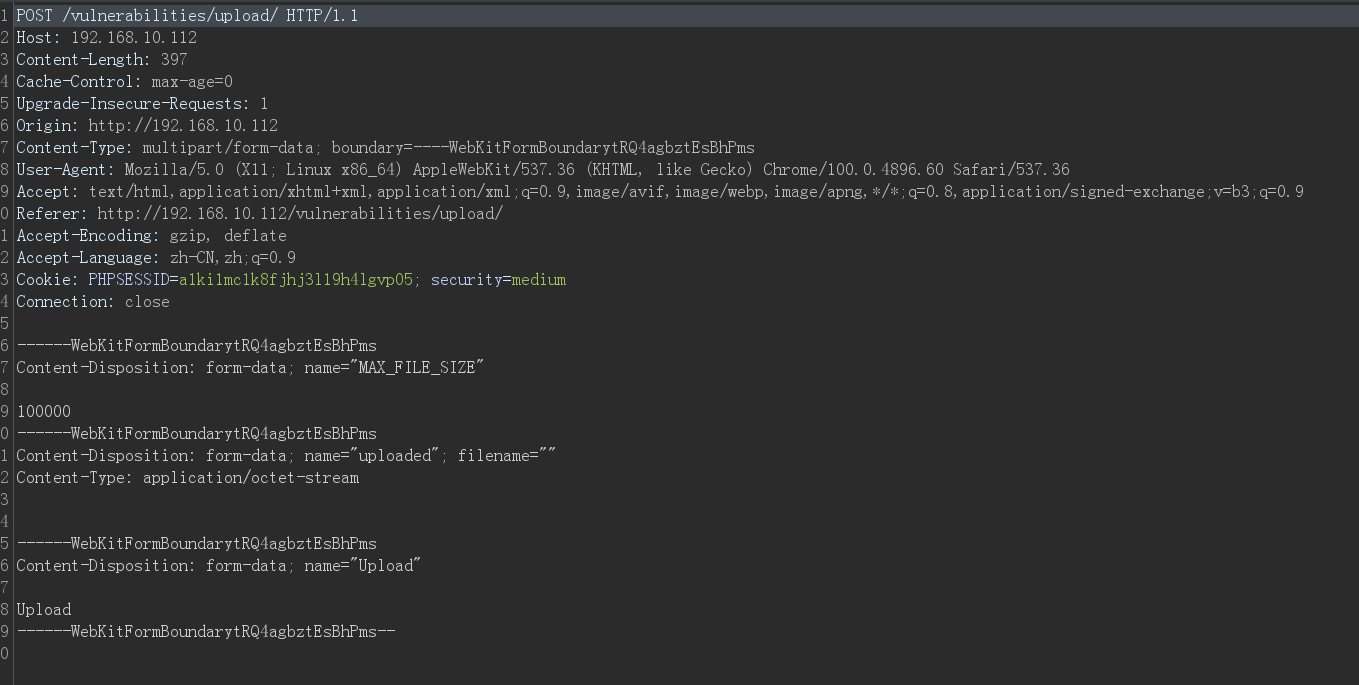 1 POST /vulnerabilities/upload/ HTTP/1.1
2 Host: 192.168.10.112
3 Content-Length: 397
4 Cache-Control: max-age=0
5 Upgrade-Insecure-Requests: 1
6 Origin: http://192.168.10.112
7 Content-Type: multipart/form-data; boundary=----WebKitFormBoundarytRQ4agbztEsBhPms
8 User-Agent: Mozilla/5.0 (X11; Linux x86_64) AppleWebKit/537.36 (KHTML, like Gecko) Chrome/100.0.4896.60 Safari/537.36
9 Accept: text/html,application/xhtml+xml,application/xml;q=0.9,image/avif,image/webp,image/apng,*/*;q=0.8,application/signed-exchange;v=b3;q=0.9
0 Referer: http://192.168.10.112/vulnerabilities/upload/
1 Accept-Encoding: gzip, deflate
2 Accept-Language: zh-CN,zh;q=0.9
3 Cookie: PHPSESSID=a1ki1mc1k8fjhj3l19h4lgvp05; security=medium
4 Connection: close
5
6 ------WebKitFormBoundarytRQ4agbztEsBhPms
7 Content-Disposition: form-data; name="MAX_FILE_SIZE"
8
9 100000
0 ------WebKitFormBoundarytRQ4agbztEsBhPms
1 Content-Disposition: form-data; name="uploaded"; filename=""
2 Content-Type: application/octet-stream
3
4
5 ------WebKitFormBoundarytRQ4agbztEsBhPms
6 Content-Disposition: form-data; name="Upload"
7
8 Upload
9 ------WebKitFormBoundarytRQ4agbztEsBhPms--
0